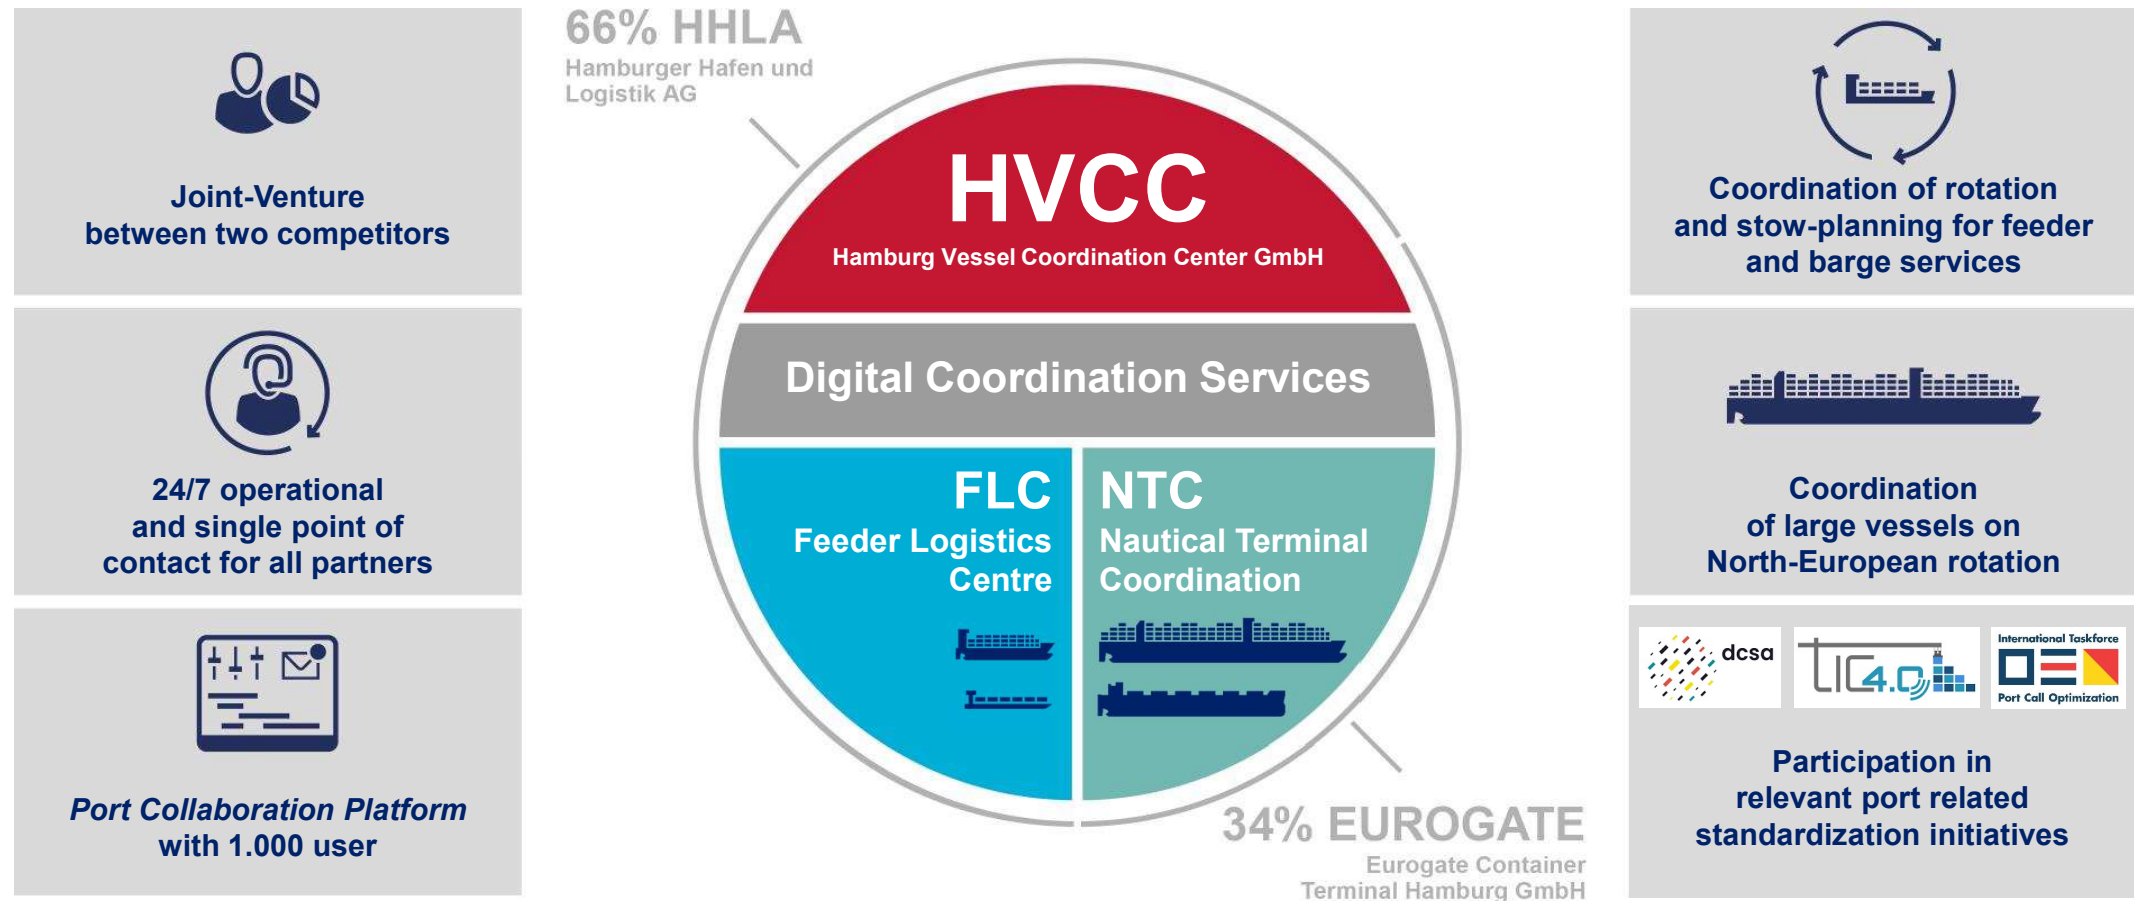 Joint-Venture
between two competitors
24/7 operational
and single point of
contact for all partners
Port Collaboration Platform
with 1.000 user
66% HHLA
Hamburger Hafen und
Logistik AG
HVCC
Hamburg Vessel Coordination Center GmbH
Digital Coordination Services
FLC
Feeder Logistics
Centre
NTC
Nautical Terminal
Coordination
34% EUROGATE
Eurogate Container
Terminal Hamburg GmbH
Coordination of rotation
and stow-planning for feeder
and barge services
Coordination
of large vessels on
North-European rotation
dcsa
TIC4.0
International Taskforce
Port Call Optimization
Participation in
relevant port related
standardization initiatives